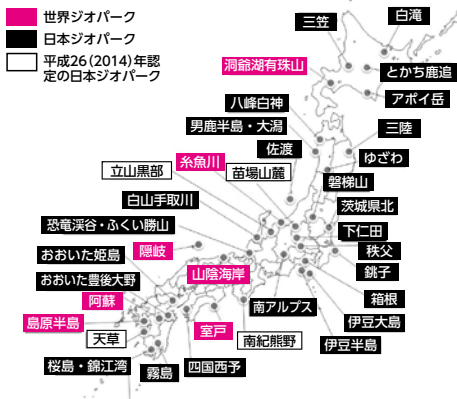 世界ジオパーク
日本ジオパーク
平成26(2014)年認
定の日本ジオパーク
三笠
白滝
洞爺湖有珠山
とかち鹿追
アポイ岳
八峰白神
男鹿半島・大潟
三陸
佐渡
ゆざわ
糸魚川
苗場山麓
立山黒部
磐梯山
白山手取川
茨城県北
恐竜渓谷・ふくい勝山
下仁田
隠岐
秩父
おおいた姫島
山陰海岸
銚子
おおいた豊後大野
箱根
阿蘇
南アルプス
伊豆大島
島原半島
室戸
天草
南紀熊野
伊豆半島
桜島・錦江湾
霧島
四国西予